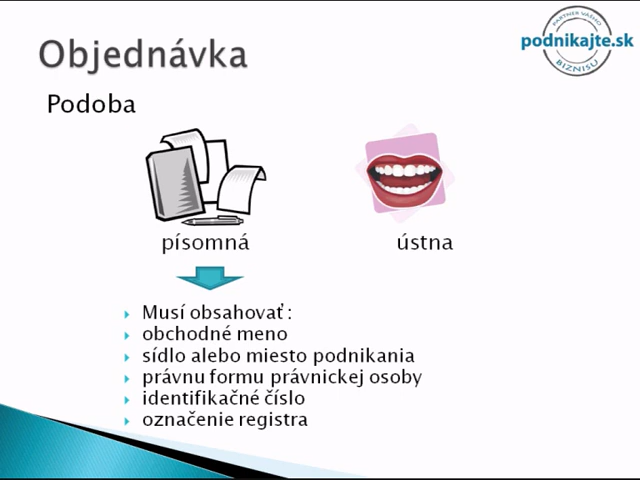 Objednávka
PARTNER VÁŠHO
podnikajte.sk
BIZNISU
Podoba
písomná
ústna
Musí obsahovať :
obchodné meno
sídlo alebo miesto podnikania
právnu formu právnickej osoby
identifikačné číslo
označenie registra